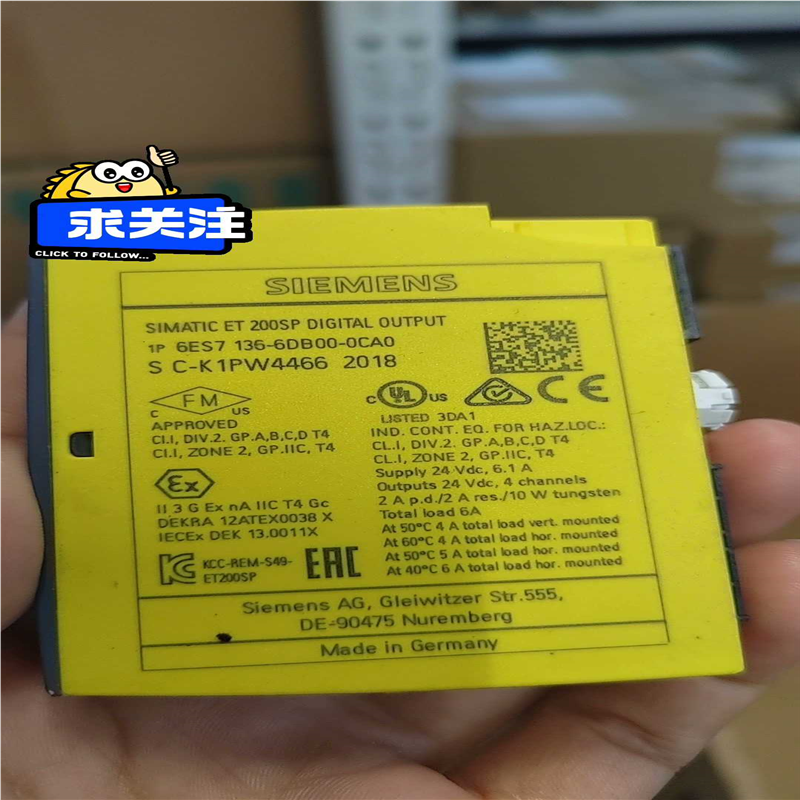 求关注
CLICK TO FOLLOW...
SIEMENS
SIMATIC ET 200SP DIGITAL OUTPUT
1P 6ES7 136-6DB00-0CA0
S C-K1PW4466 2018
FM
C US
APPROVED
CI.I, DIV.2. GP.A,B,C,D T4
CI.I, ZONE 2, GP.IIC, T4
Ex
II 3 G Ex nA IIC T4 Gc
DEKRA 12ATEX0038 X
IECEx DEK 13.0011X
KCC-REM-S49-
ET200SP
EAC
C UL US
CE
LISTED 3DA1
IND. CONT. EQ. FOR HAZ.LOC.:
CL.I, DIV.2. GP.A,B,C,D T4
CL.I, ZONE 2, GP.IIC, T4
Supply 24 Vdc, 6.1 A
Outputs 24 Vdc, 4 channels
2 A p.d./2 A res./10 W tungsten
Total load 6A
At 50°C 4 A total load vert. mounted
At 60°C 4 A total load hor. mounted
At 50°C 5 A total load hor. mounted
At 40°C 6 A total load hor. mounted
Siemens AG, Gleiwitzer Str.555,
DE-90475 Nuremberg
Made in Germany